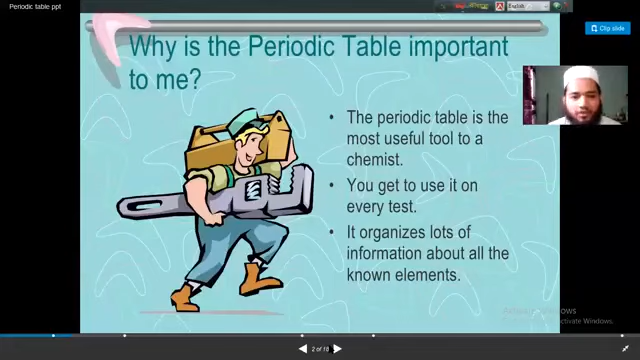 Periodic table ppt
English
Clip slide
Why is the Periodic Table important
to me?
• The periodic table is the
most useful tool to a
chemist.
• You get to use it on
every test.
• It organizes lots of
information about all the
known elements.
2 of 18